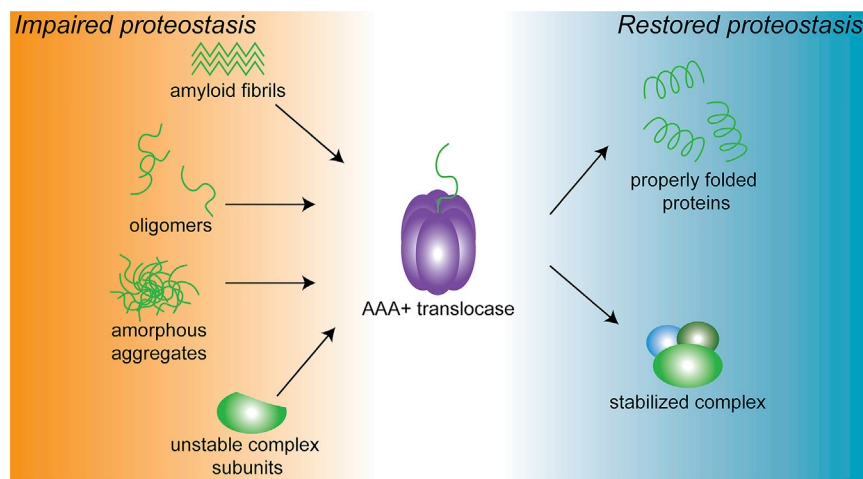 Impaired proteostasis
Restored proteostasis
amyloid fibrils
oligomers
amorphous
aggregates
unstable complex
subunits
AAA+ translocase
properly folded
proteins
stabilized complex